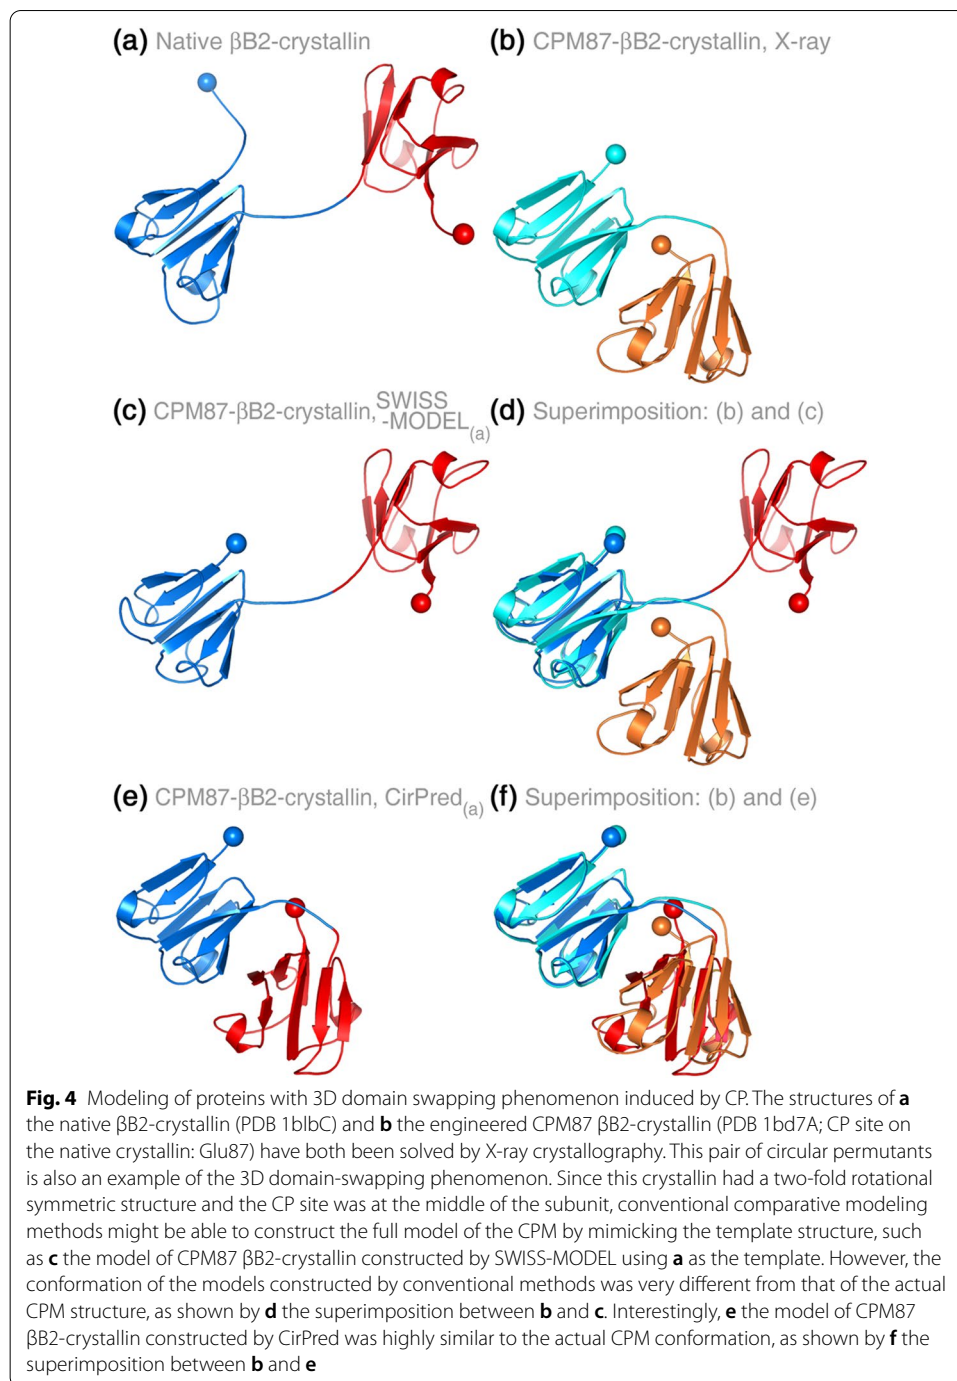 (a) Native βB2-crystallin
(b) CPM87-βB2-crystallin, X-ray
(c) CPM87-βB2-crystallin, SWISS
-MODEL(a)
(d) Superimposition: (b) and (c)
(e) CPM87-βB2-crystallin, CirPred(a)
(f) Superimposition: (b) and (e)
Fig. 4 Modeling of proteins with 3D domain swapping phenomenon induced by CP. The structures of a
the native βB2-crystallin (PDB 1blbC) and b the engineered CPM87 βB2-crystallin (PDB 1bd7A; CP site on
the native crystallin: Glu87) have both been solved by X-ray crystallography. This pair of circular permutants
is also an example of the 3D domain-swapping phenomenon. Since this crystallin had a two-fold rotational
symmetric structure and the CP site was at the middle of the subunit, conventional comparative modeling
methods might be able to construct the full model of the CPM by mimicking the template structure, such
as c the model of CPM87 βB2-crystallin constructed by SWISS-MODEL using a as the template. However, the
conformation of the models constructed by conventional methods was very different from that of the actual
CPM structure, as shown by d the superimposition between b and c. Interestingly, e the model of CPM87
βB2-crystallin constructed by CirPred was highly similar to the actual CPM conformation, as shown by f the
superimposition between b and e